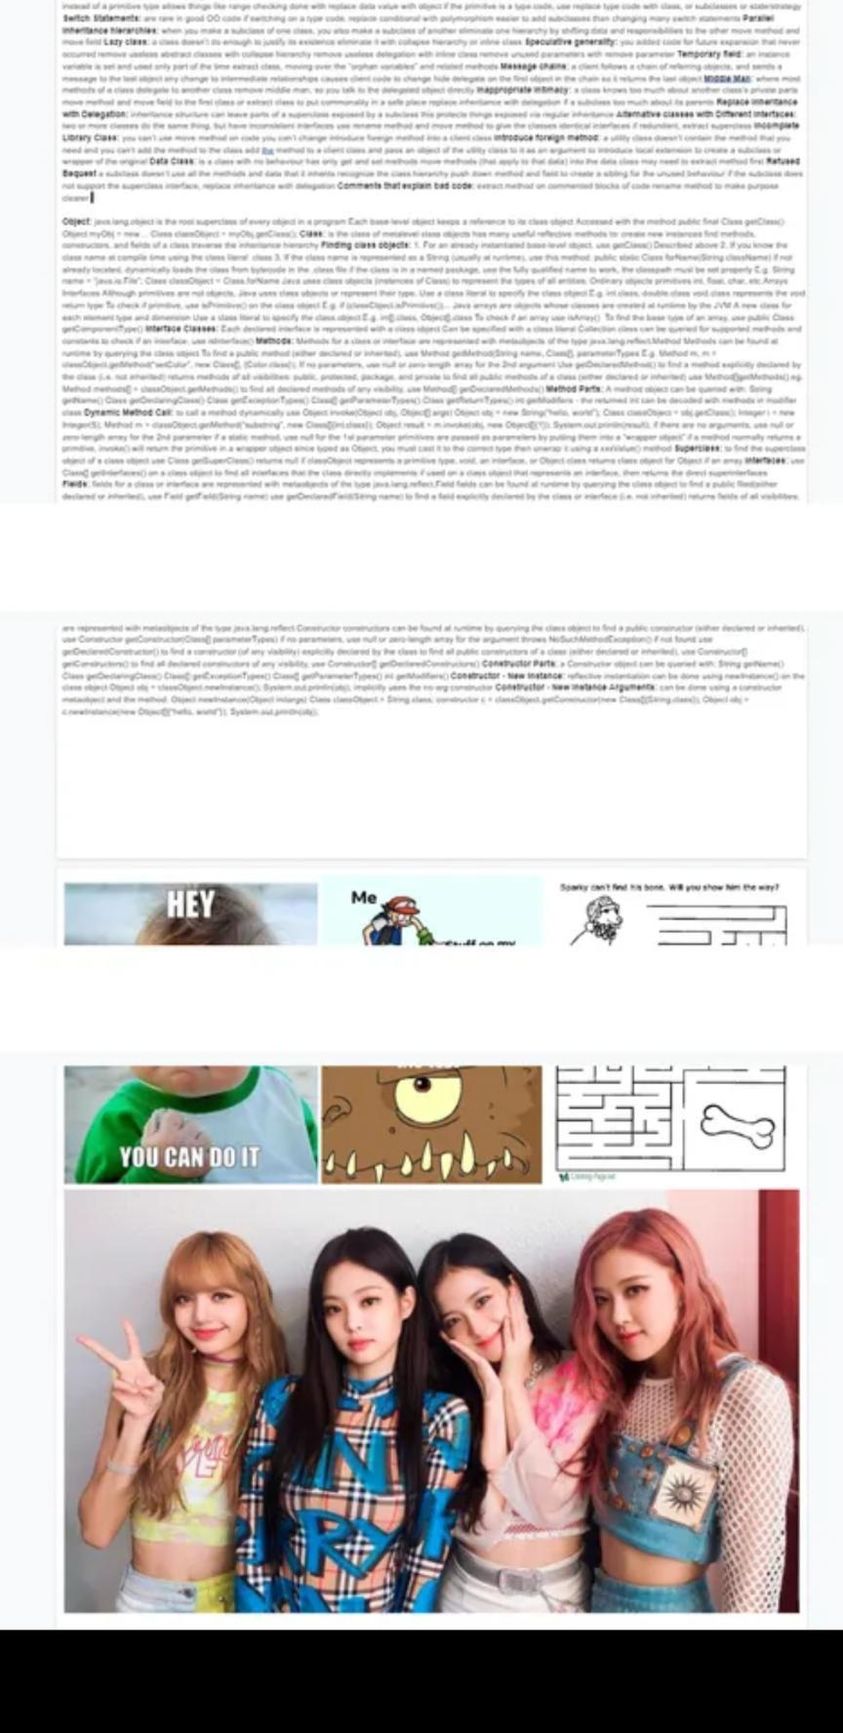 instead of a primitive type allows things like range checking done with replace data value with object if the primitive is a type code, use replace type code with class, or subclasses or state/strategy
Switch Statements: are rare in good OO code if switching on a type code, replace conditional with polymorphism easier to add subclasses than changing many switch statements Parallel
Inheritance hierarchies: when you make a subclass of one class, you also make a subclass of another eliminate one hierarchy by shifting data and responsibilities to the other move method and
move field Lazy class: a class doesn't do enough to justify its existence eliminate it with collapse hierarchy or inline class Speculative generality: you added code for future expansion that never
occurred remove useless abstract classes with collapse hierarchy remove useless delegation with inline class remove unused parameters with remove parameter Temporary field: an instance
variable is set and used only part of the time extract class, moving over the "orphan variables" and related methods Message chains: a client follows a chain of referring objects, and sends a
message to the last object any change to intermediate relationships causes client code to change hide delegate on the first object in the chain so it returns the last object Middle Man: where most
methods of a class delegate to another class remove middle man, so you talk to the delegated object directly Inappropriate Intimacy: a class knows too much about another class's private parts
move method and move field to the first class or extract class to put commonality in a safe place replace inheritance with delegation if a subclass too much about its parents Replace Inheritance
with Delegation: inheritance structure can leave parts of a superclass exposed by a subclass this protects things exposed via regular inheritance Alternative classes with Different Interfaces:
two or more classes do the same thing, but have inconsistent interfaces use rename method and move method to give the classes identical interfaces if redundant, extract superclass Incomplete
Library Class: you can't use move method on code you can't change introduce foreign method into a client class Introduce foreign method: a utility class doesn't contain the method that you
need and you can't add the method to the class add the method to a client class and pass an object of the utility class to it as an argument to introduce local extension to create a subclass or
wrapper of the original Data Class: is a class with no behaviour has only get and set methods move methods (that apply to that data) into the data class may need to extract method first Refused
Bequest a subclass doesn't use all the methods and data that it inherits recognize the class hierarchy push down method and field to create a sibling for the unused behaviour if the subclass does
not support the superclass interface, replace inheritance with delegation Comments that explain bad code: extract method on commented blocks of code rename method to make purpose
clearer
Object: java.lang.object is the root superclass of every object in a program Each base-level object keeps a reference to its class object Accessed with the method public final Class getClass()
Object myObj = new... Class classObject = myObj.getClass(); Class: is the class of metalevel class objects has many useful reflective methods to: create new instances find methods,
constructors, and fields of a class traverse the inheritance hierarchy Finding class objects: 1. For an already instantiated base-level object, use getClass() Described above 2. If you know the
class name at compile time using the class literal .class 3. If the class name is represented as a String (usually at runtime), use this method: public static Class forName(String className) if not
already located, dynamically loads the class from bytecode in the .class file if the class is in a named package, use the fully qualified name to work, the classpath must be set properly E.g. String
name = "java.io.File"; Class classObject = Class.forName Java uses class objects (instances of Class) to represent the types of all entities. Ordinary objects primitives int, float, char, etc Arrays
Interfaces Although primitives are not objects, Java uses class objects or represent their type. Use a class literal to specify the class object E.g. int.class, double.class void.class represents the void
return type To check if primitive, use isPrimitive() on the class object E.g. if (classObject.isPrimitive())... Java arrays are objects whose classes are created at runtime by the JVM A new class for
each element type and dimension Use a class literal to specify the class object E.g. int[].class, Object[].class To check if an array use isArray() To find the base type of an array, use public Class
getComponentType() Interface Classes: Each declared interface is represented with a class object Can be specified with a class literal Collection.class can be queried for supported methods and
constants to check if an interface, use isInterface() Methods: Methods for a class or interface are represented with metaobjects of the type java.lang.reflect.Method Methods can be found at
runtime by querying the class object To find a public method (either declared or inherited), use Method getMethod(String name, Class[], parameterTypes E.g. Method m, m =
classObject.getMethod("setColor", new Class[], {Color.class}); If no parameters, use null or zero-length array for the 2nd argument Use getDeclaredMethod() to find a method explicitly declared by
the class (i.e. not inherited) returns methods of all visibilities: public, protected, package, and private to find all public methods of a class (either declared or inherited) use Method[]getMethods() eg.
Method methods[] = classObject.getMethods() to find all declared methods of any visibility, use Method[] getDeclaredMethods() Method Parts: A method object can be queried with: String
getName() Class getDeclaringClass() Class getExceptionTypes() Class[] getParameterTypes() Class getReturnTypes() int getModifiers - the returned int can be decoded with methods in modifier
class Dynamic Method Call: to call a method dynamically use Object invoke(Object obj, Object[] args) Object obj = new String("hello, world"); Class classObject = obj.getClass(); Integer i = new
Integer(5); Method m = classObject.getMethod("substring", new Class[]{int.class}); Object result = m.invoke(obj, new Object[]{i}); System.out.println(result); if there are no arguments, use null or
zero-length array for the 2nd parameter if a static method, use null for the 1st parameter primitives are passed as parameters by putting them into a "wrapper object" if a method normally returns a
primitive, invoke() will return the primitive in a wrapper object since typed as Object, you must cast it to the correct type then unwrap it using a xxxValue() method Superclass: to find the superclass
object of a class object use Class getSuperClass() returns null if classObject represents a primitive type, void, an interface, or Object class returns class object for Object if an array Interfaces: use
Class[] getInterfaces() on a class object to find all interfaces that the class directly implements if used on a class object that represents an interface, then returns the direct superinterfaces
Fields: fields for a class or interface are represented with metaobjects of the type java.lang.reflect.Field fields can be found at runtime by querying the class object to find a public filed(either
declared or inherited), use Field getField(String name) use getDeclaredField(String name) to find a field explicitly declared by the class or interface (i.e. not inherited) returns fields of all visibilities.
are represented with metaobjects of the type java.lang.reflect Constructor constructors can be found at runtime by querying the class object to find a public constructor (either declared or inherited),
use Constructor getConstructor(Class[] parameterTypes) if no parameters, use null or zero-length array for the argument throws NoSuchMethodException() if not found use
getDeclaredConstructor() to find a constructor (of any visibility) explicitly declared by the class to find all public constructors of a class (either declared or inherited), use Constructor[]
getConstructors() to find all declared constructors of any visibility, use Constructor[] getDeclaredConstructors() Constructor Parts: a Constructor object can be queried with: String getName()
Class getDeclaringClass() Class[] getExceptionTypes() Class[] getParameterTypes() int getModifiers() Constructor - New Instance: reflective instantiation can be done using newInstance() on the
class object Object obj = classObject.newInstance(); System.out.println(obj), implicitly uses the no-arg constructor Constructor - New Instance Arguments: can be done using a constructor
metaobject and the method: Object newInstance(Object initargs) Class classObject = String.class, constructor c = classObject.getConstructor(new Class[]{String.class}); Object obj =
c.newInstance(new Object[]{"hello, world"}); System.out.println(obj);
HEY
Me
Stuff on my
Sparky can't find his bone. Will you show him the way?
YOU CAN DO IT